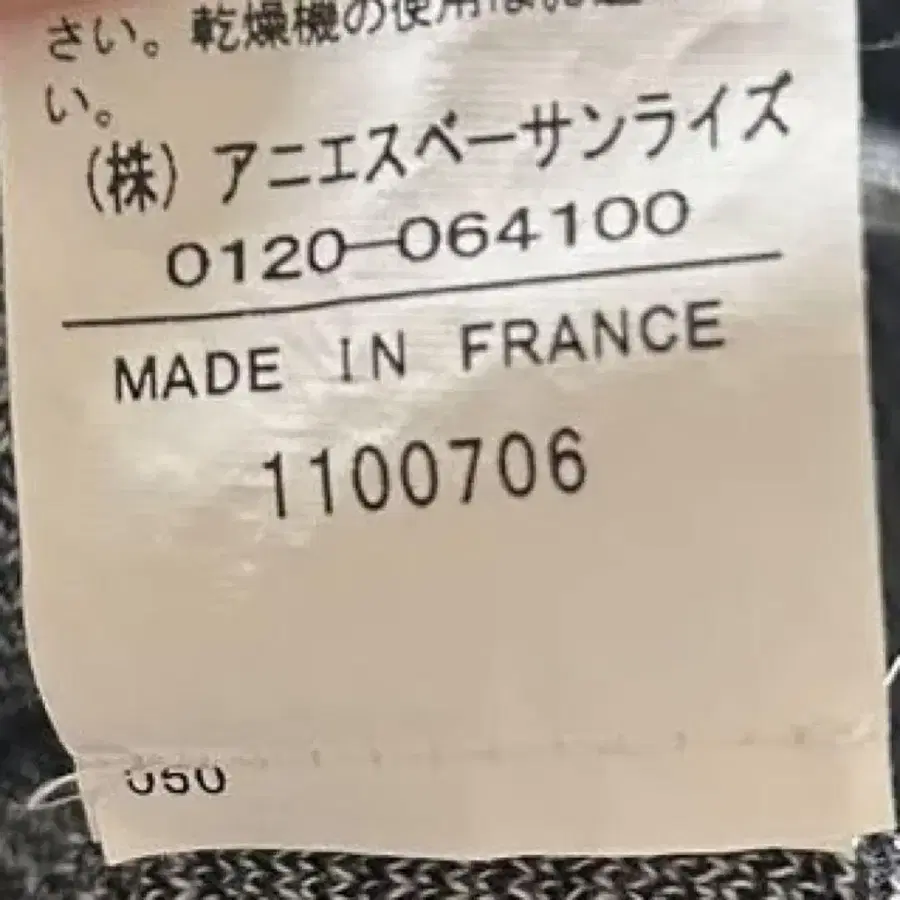 さい。乾燥機の使用は
い。
(株) アニエスベーサンライズ
0120-064100
MADE IN FRANCE
1100706
050